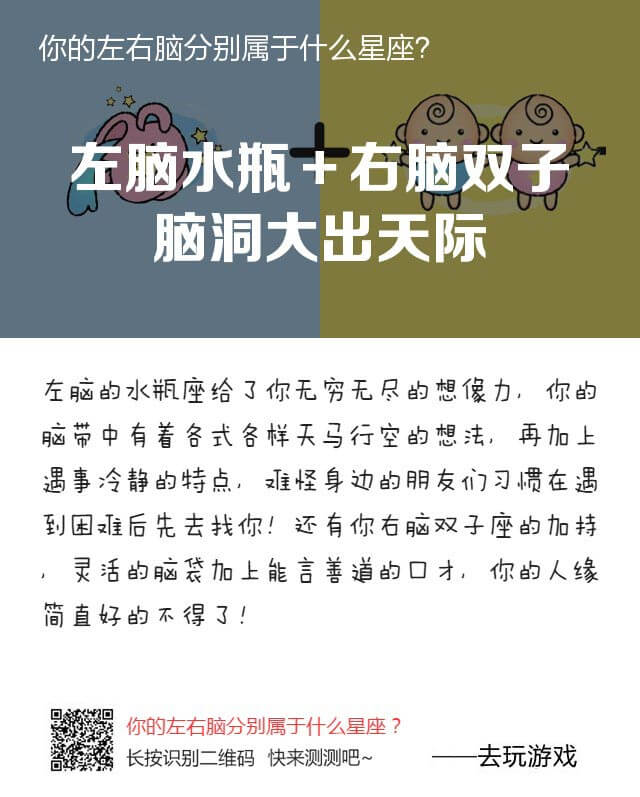 你的左右脑分别属于什么星座?
左脑水瓶＋右脑双子
脑洞大出天际
左脑的水瓶座给了你无穷无尽的想像力, 你的
脑带中有着各式各样天马行空的想法, 再加上
遇事冷静的特点, 难怪身边的朋友们习惯在遇
到困难后先去找你! 还有你右脑双子座的加持
, 灵活的脑袋加上能言善道的口才, 你的人缘
简直好的不得了!
你的左右脑分别属于什么星座？
长按识别二维码 快来测测吧~
——去玩游戏